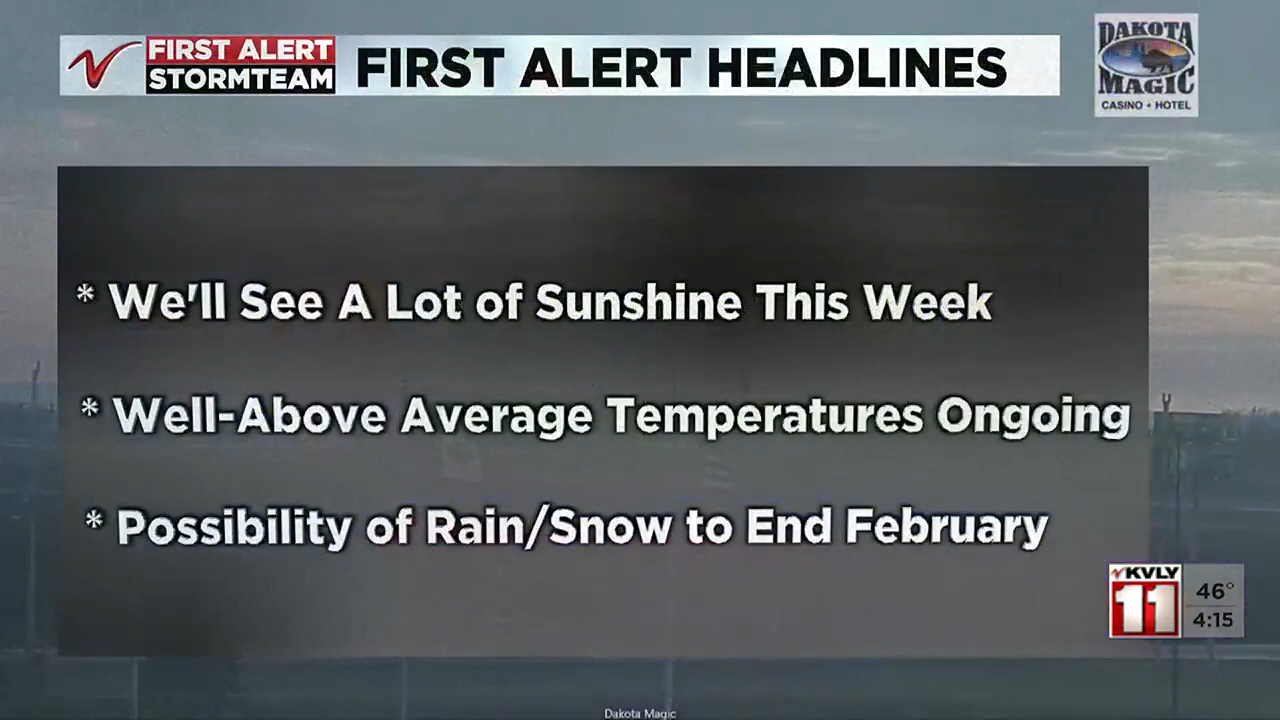 FIRST ALERT
STORMTEAM
FIRST ALERT HEADLINES
DAKOTA
MAGIC
CASINO • HOTEL
* We'll See A Lot of Sunshine This Week
* Well-Above Average Temperatures Ongoing
* Possibility of Rain/Snow to End February
KVLY
11
46°
4:15
Dakota Magic